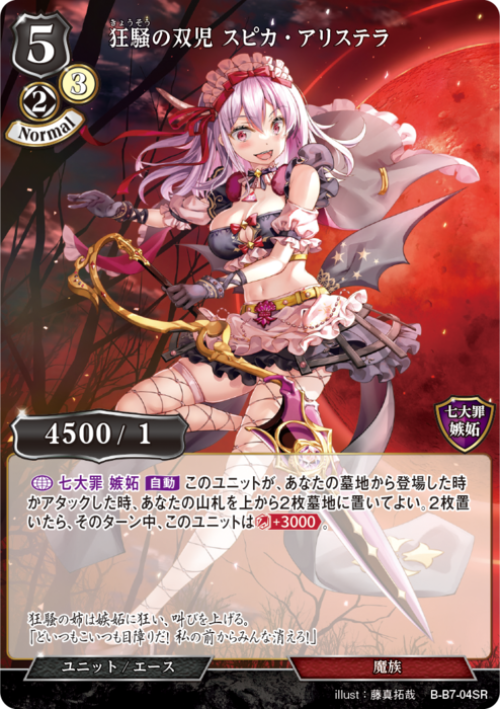 5
きょうそう
狂騒の双児 スピカ・アリステラ
2
3
Normal
4500 / 1
七大罪
嫉妬
七大罪 嫉妬 自動 このユニットが、あなたの墓地から登場した時
かアタックした時、あなたの山札を上から2枚墓地に置いてよい。2枚置
いたら、そのターン中、このユニットは +3000 。
狂騒の姉は嫉妬に狂い、叫びを上げる。
「どいつもこいつも目障りだ! 私の前からみんな消えろ!」
ユニット / エース
魔族
illust：藤真拓哉 B-B7-04SR